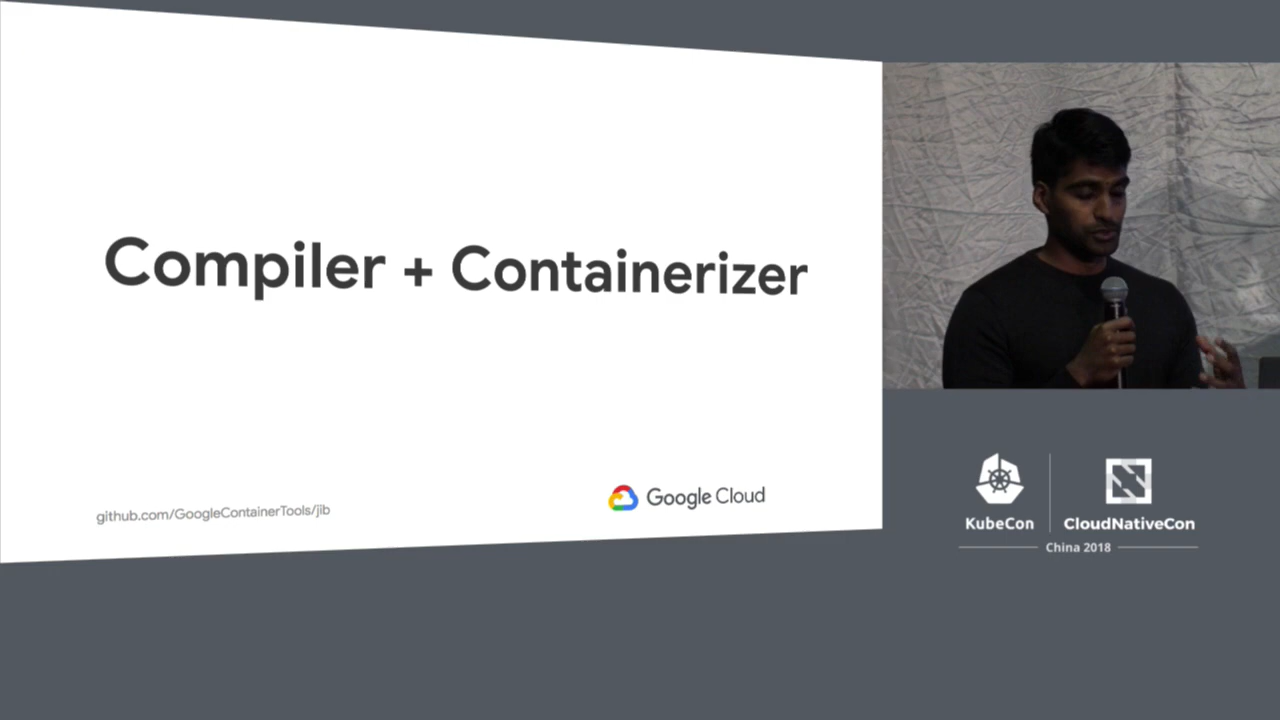 Compiler + Containerizer
github.com/GoogleContainerTools/jib
Google Cloud
KubeCon
CloudNativeCon
China 2018